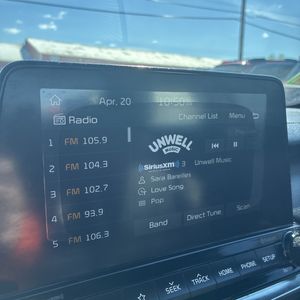 Apr. 20 10:50
Radio Channel List Menu
1 FM 105.9
2 FM 104.3
3 FM 102.7
4 FM 93.9
5 FM 106.3
UNWELL
MUSIC
SiriusXM 3 Unwell Music
Sara Bareilles
Love Song
Pop
Band Direct Tune Scan
SEEK TRACK HOME PHONE SETUP